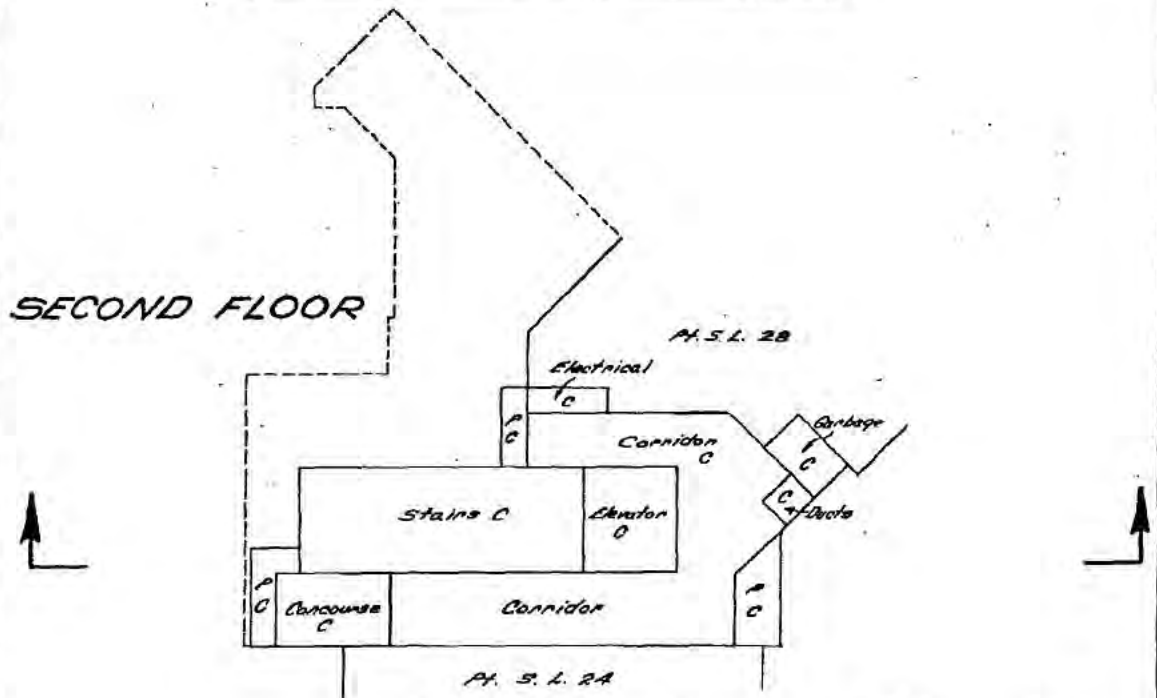 SECOND FLOOR
Pt. S. L. 28
Electrical
C
P
C
Corridor
C
Garbage
C
C
Ducts
Stairs C
Elevator
C
P
C
Concourse
C
Corridor
P
C
Pt. S. L. 24